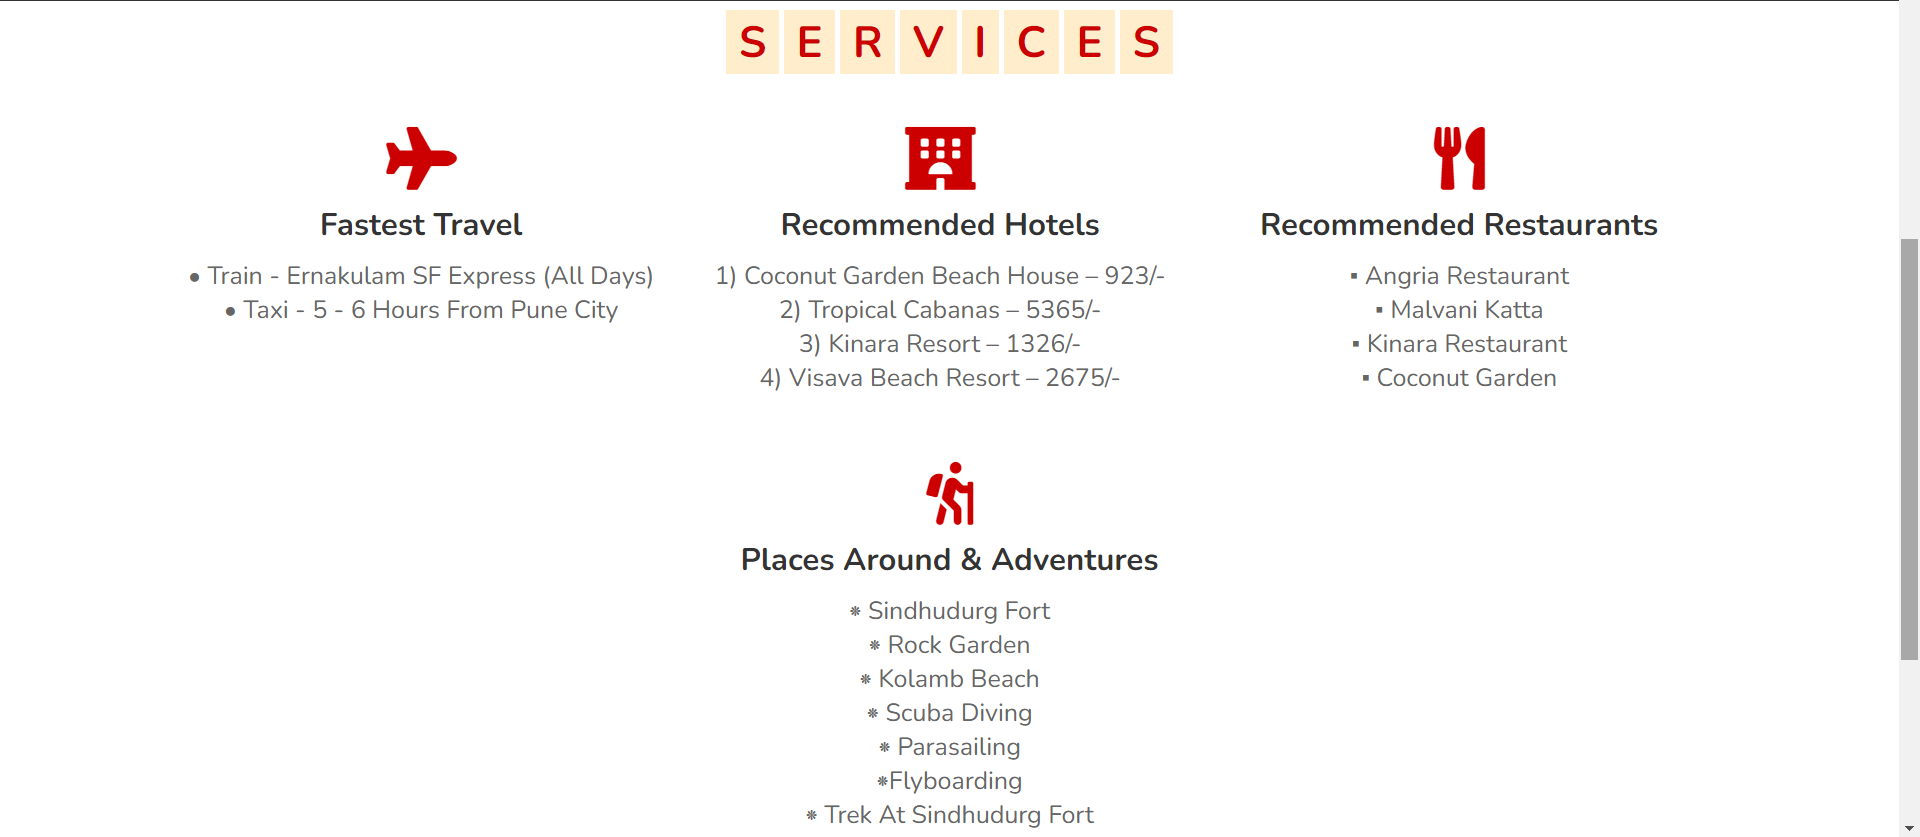 SERVICES
Fastest Travel
• Train - Ernakulam SF Express (All Days)
• Taxi - 5 - 6 Hours From Pune City
Recommended Hotels
1) Coconut Garden Beach House – 923/-
2) Tropical Cabanas – 5365/-
3) Kinara Resort – 1326/-
4) Visava Beach Resort – 2675/-
Recommended Restaurants
▪ Angria Restaurant
▪ Malvani Katta
▪ Kinara Restaurant
▪ Coconut Garden
Places Around & Adventures
⁕ Sindhudurg Fort
⁕ Rock Garden
⁕ Kolamb Beach
⁕ Scuba Diving
⁕ Parasailing
⁕Flyboarding
⁕ Trek At Sindhudurg Fort